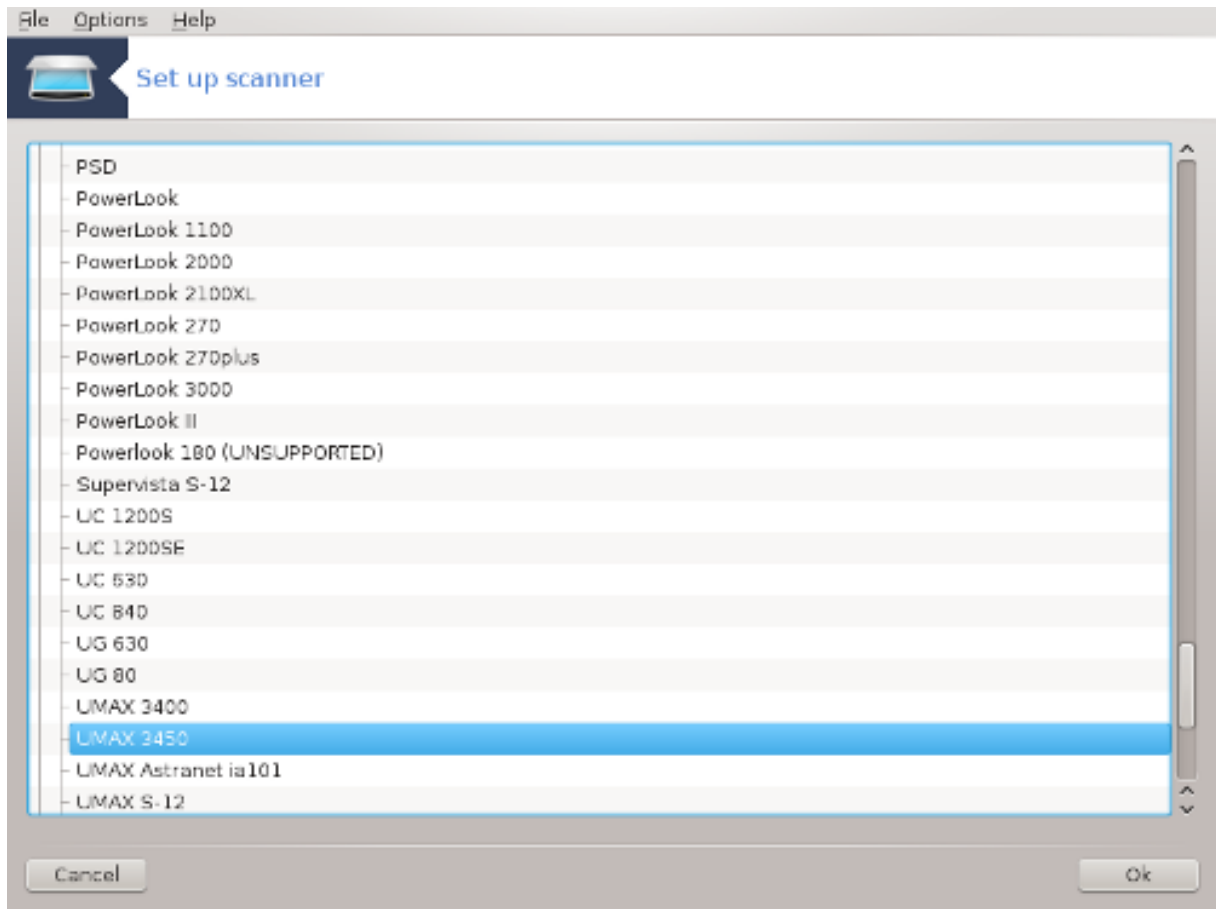 File Options Help
Set up scanner
PSD
PowerLook
PowerLook 1100
PowerLook 2000
PowerLook 2100XL
PowerLook 270
PowerLook 270plus
PowerLook 3000
PowerLook II
Powerlook 180 (UNSUPPORTED)
Supervista S-12
UC 1200S
UC 1200SE
UC 630
UC 840
UG 630
UG 80
UMAX 3400
UMAX 3450
UMAX Astranet ia101
UMAX S-12
Cancel Ok